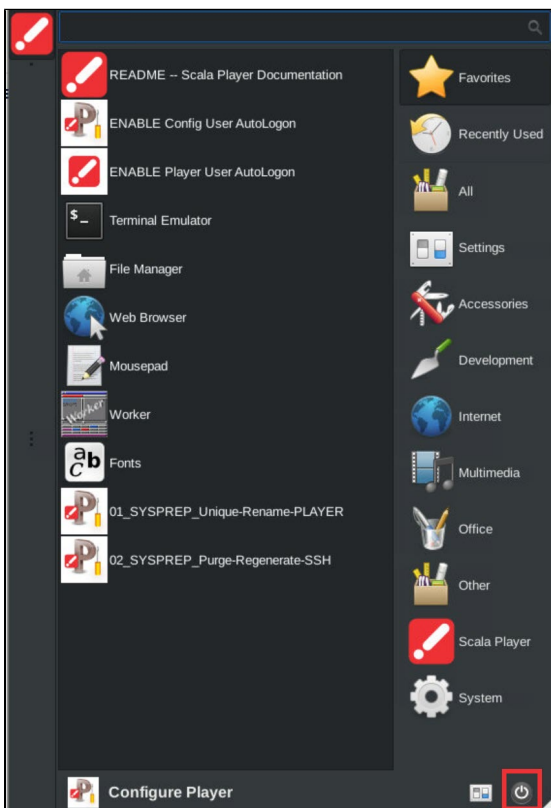 README -- Scala Player Documentation
ENABLE Config User AutoLogon
ENABLE Player User AutoLogon
$_
Terminal Emulator
File Manager
Web Browser
Mousepad
Worker
Worker
ab
c
Fonts
01_SYSPREP_Unique-Rename-PLAYER
02_SYSPREP_Purge-Regenerate-SSH
Favorites
Recently Used
All
Settings
Accessories
Development
Internet
Multimedia
Office
Other
Scala Player
System
Configure Player